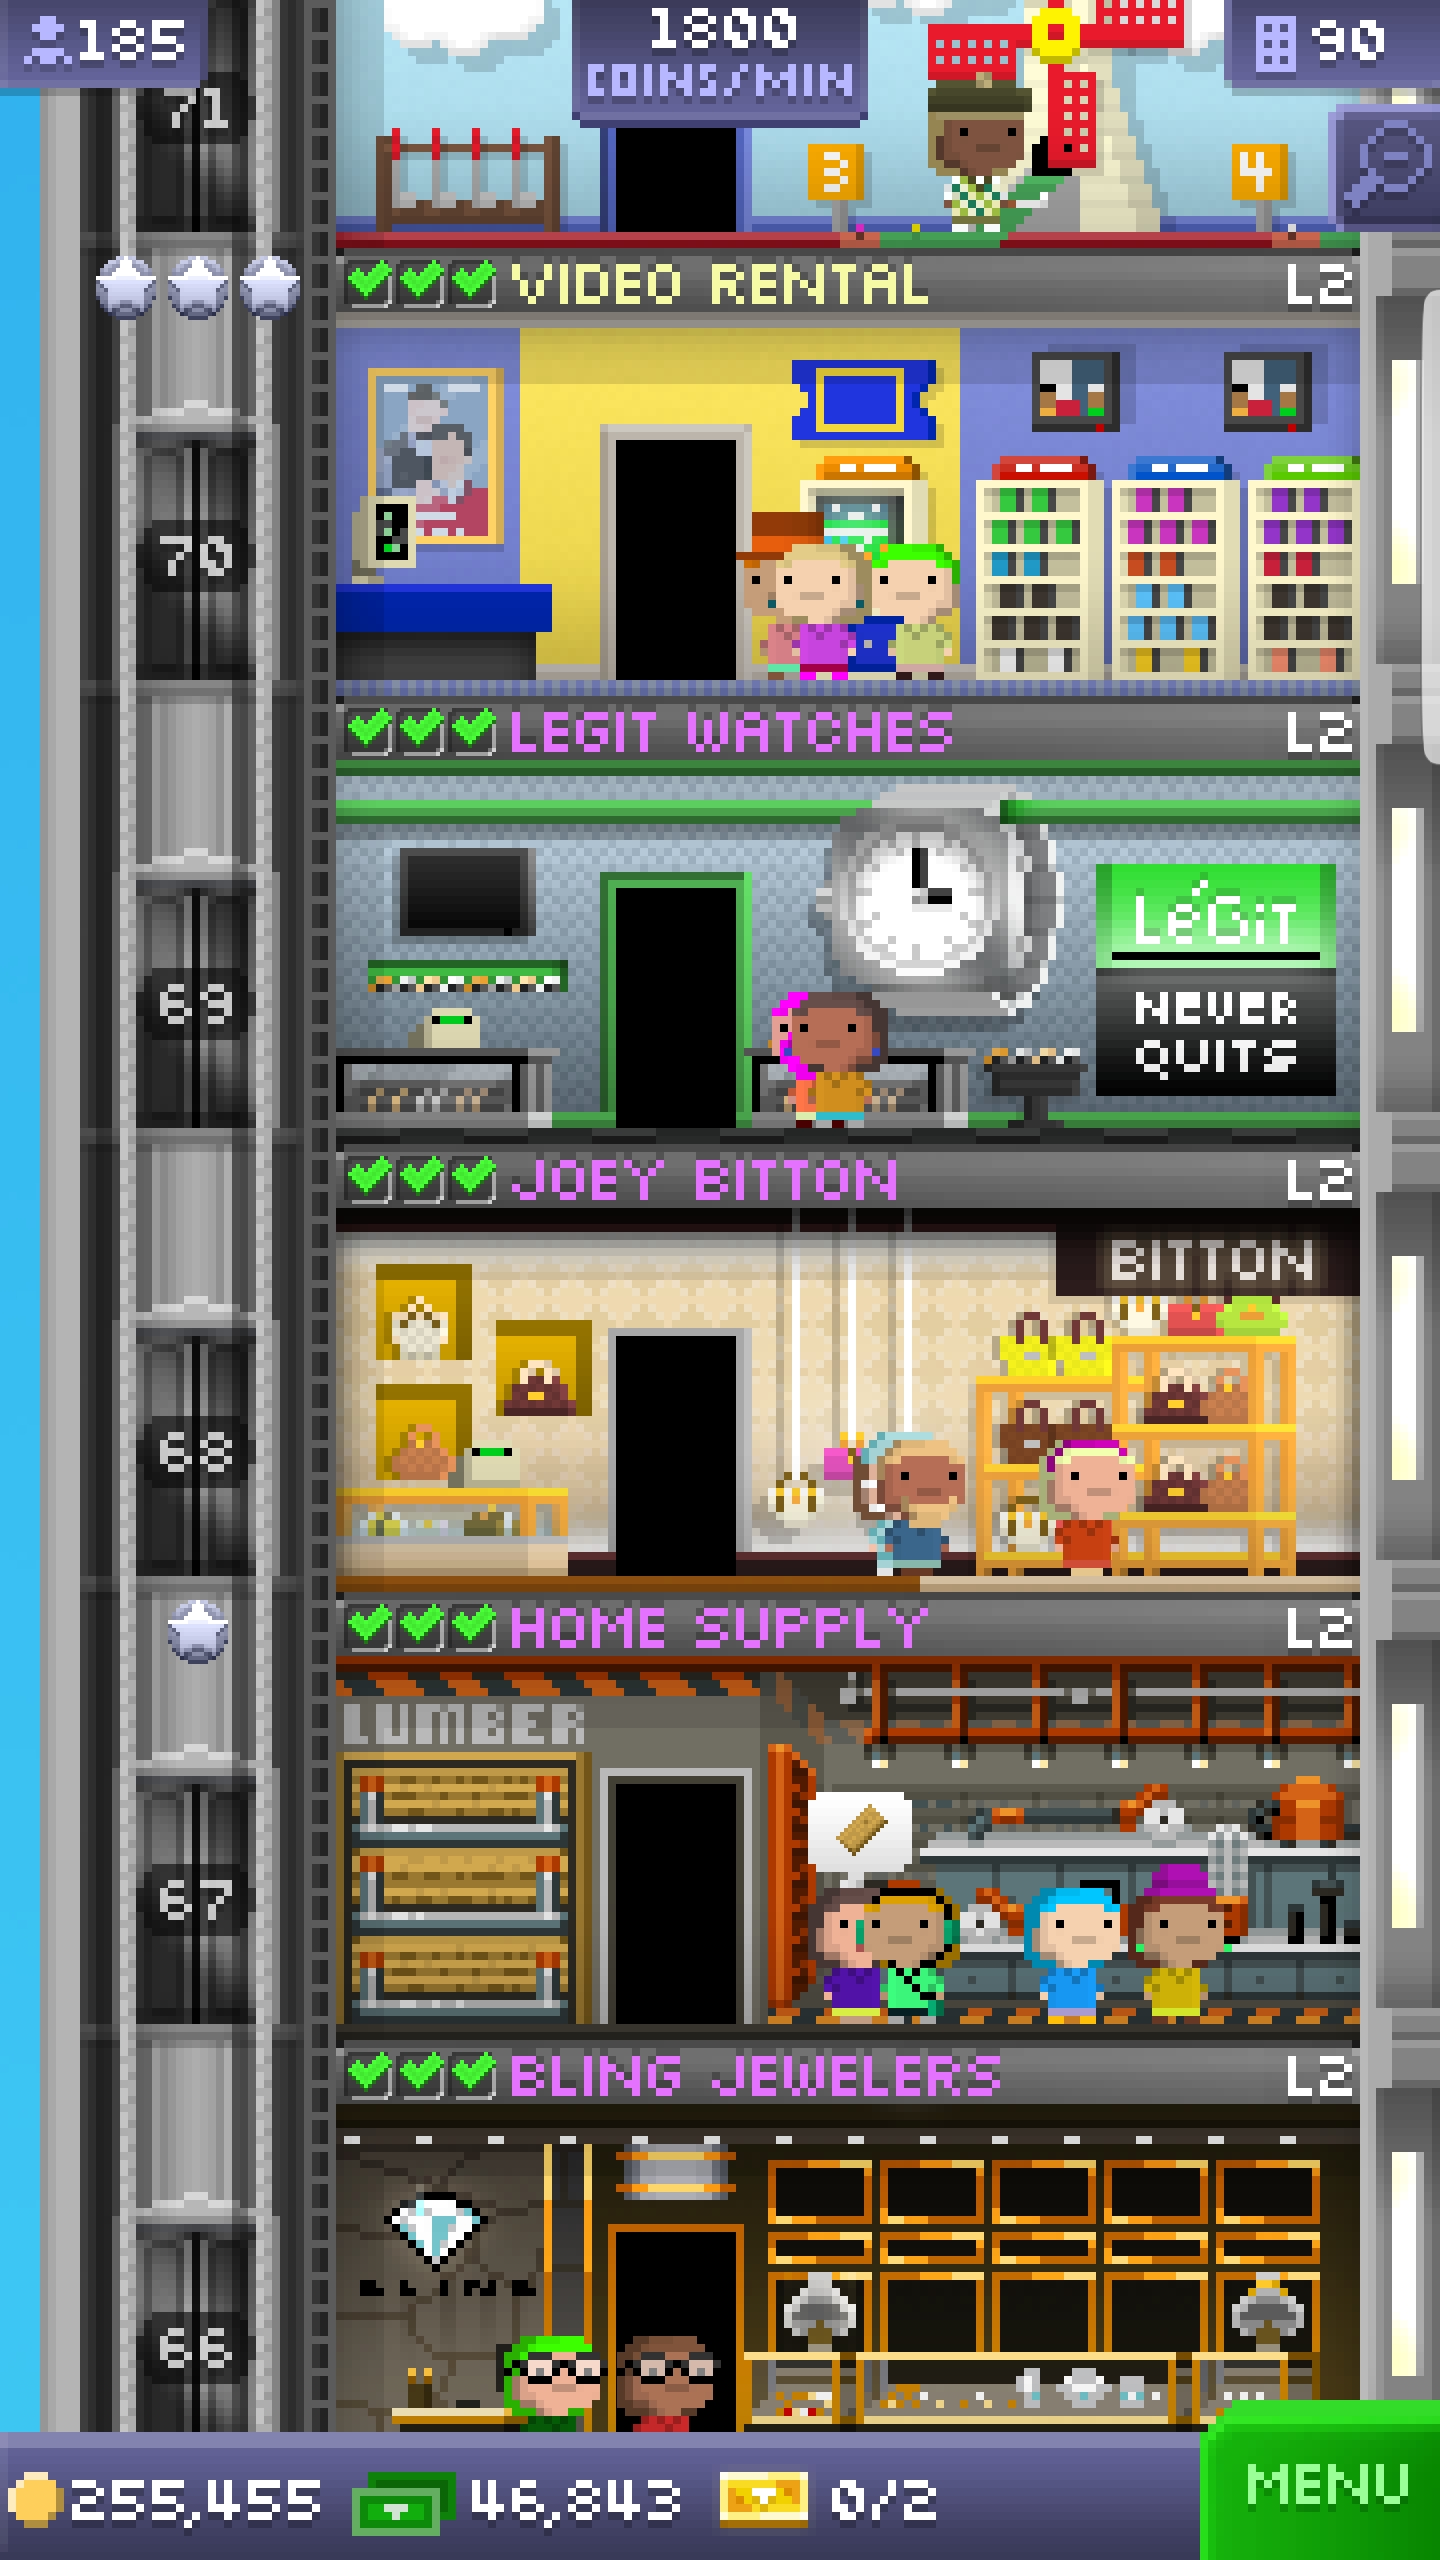 185
1800
COINS/MIN
90
71
3
4
VIDEO RENTAL L2
70
LEGIT WATCHES L2
LéGiT
NEVER
QUITS
69
JOEY BITTON L2
BITTON
68
HOME SUPPLY L2
LUMBER
67
BLING JEWELERS L2
BLING
66
255,455 46,843 0/2
MENU